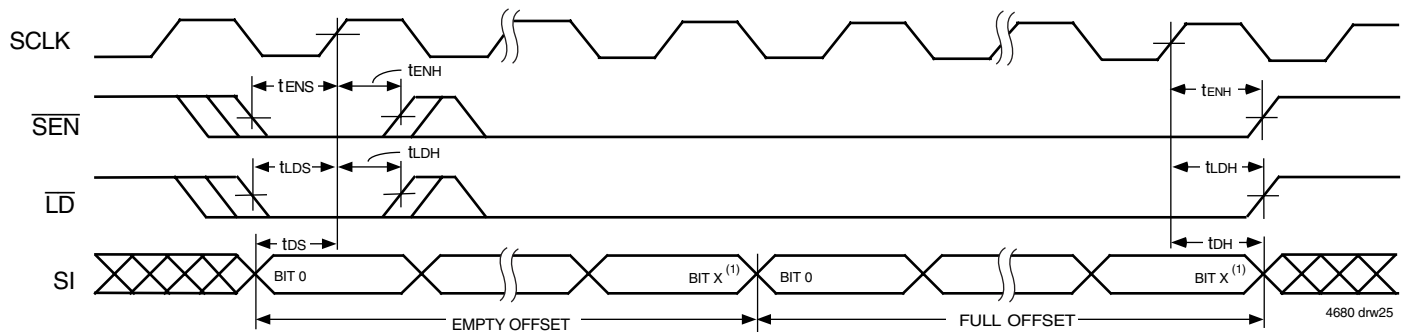 SCLK
tENS
tENH
SEN
tENH
tLDS
tLDH
LD
tLDH
tDS
tDH
SI
BIT 0
BIT X (1)
BIT 0
BIT X (1)
4680 drw25
EMPTY OFFSET
FULL OFFSET